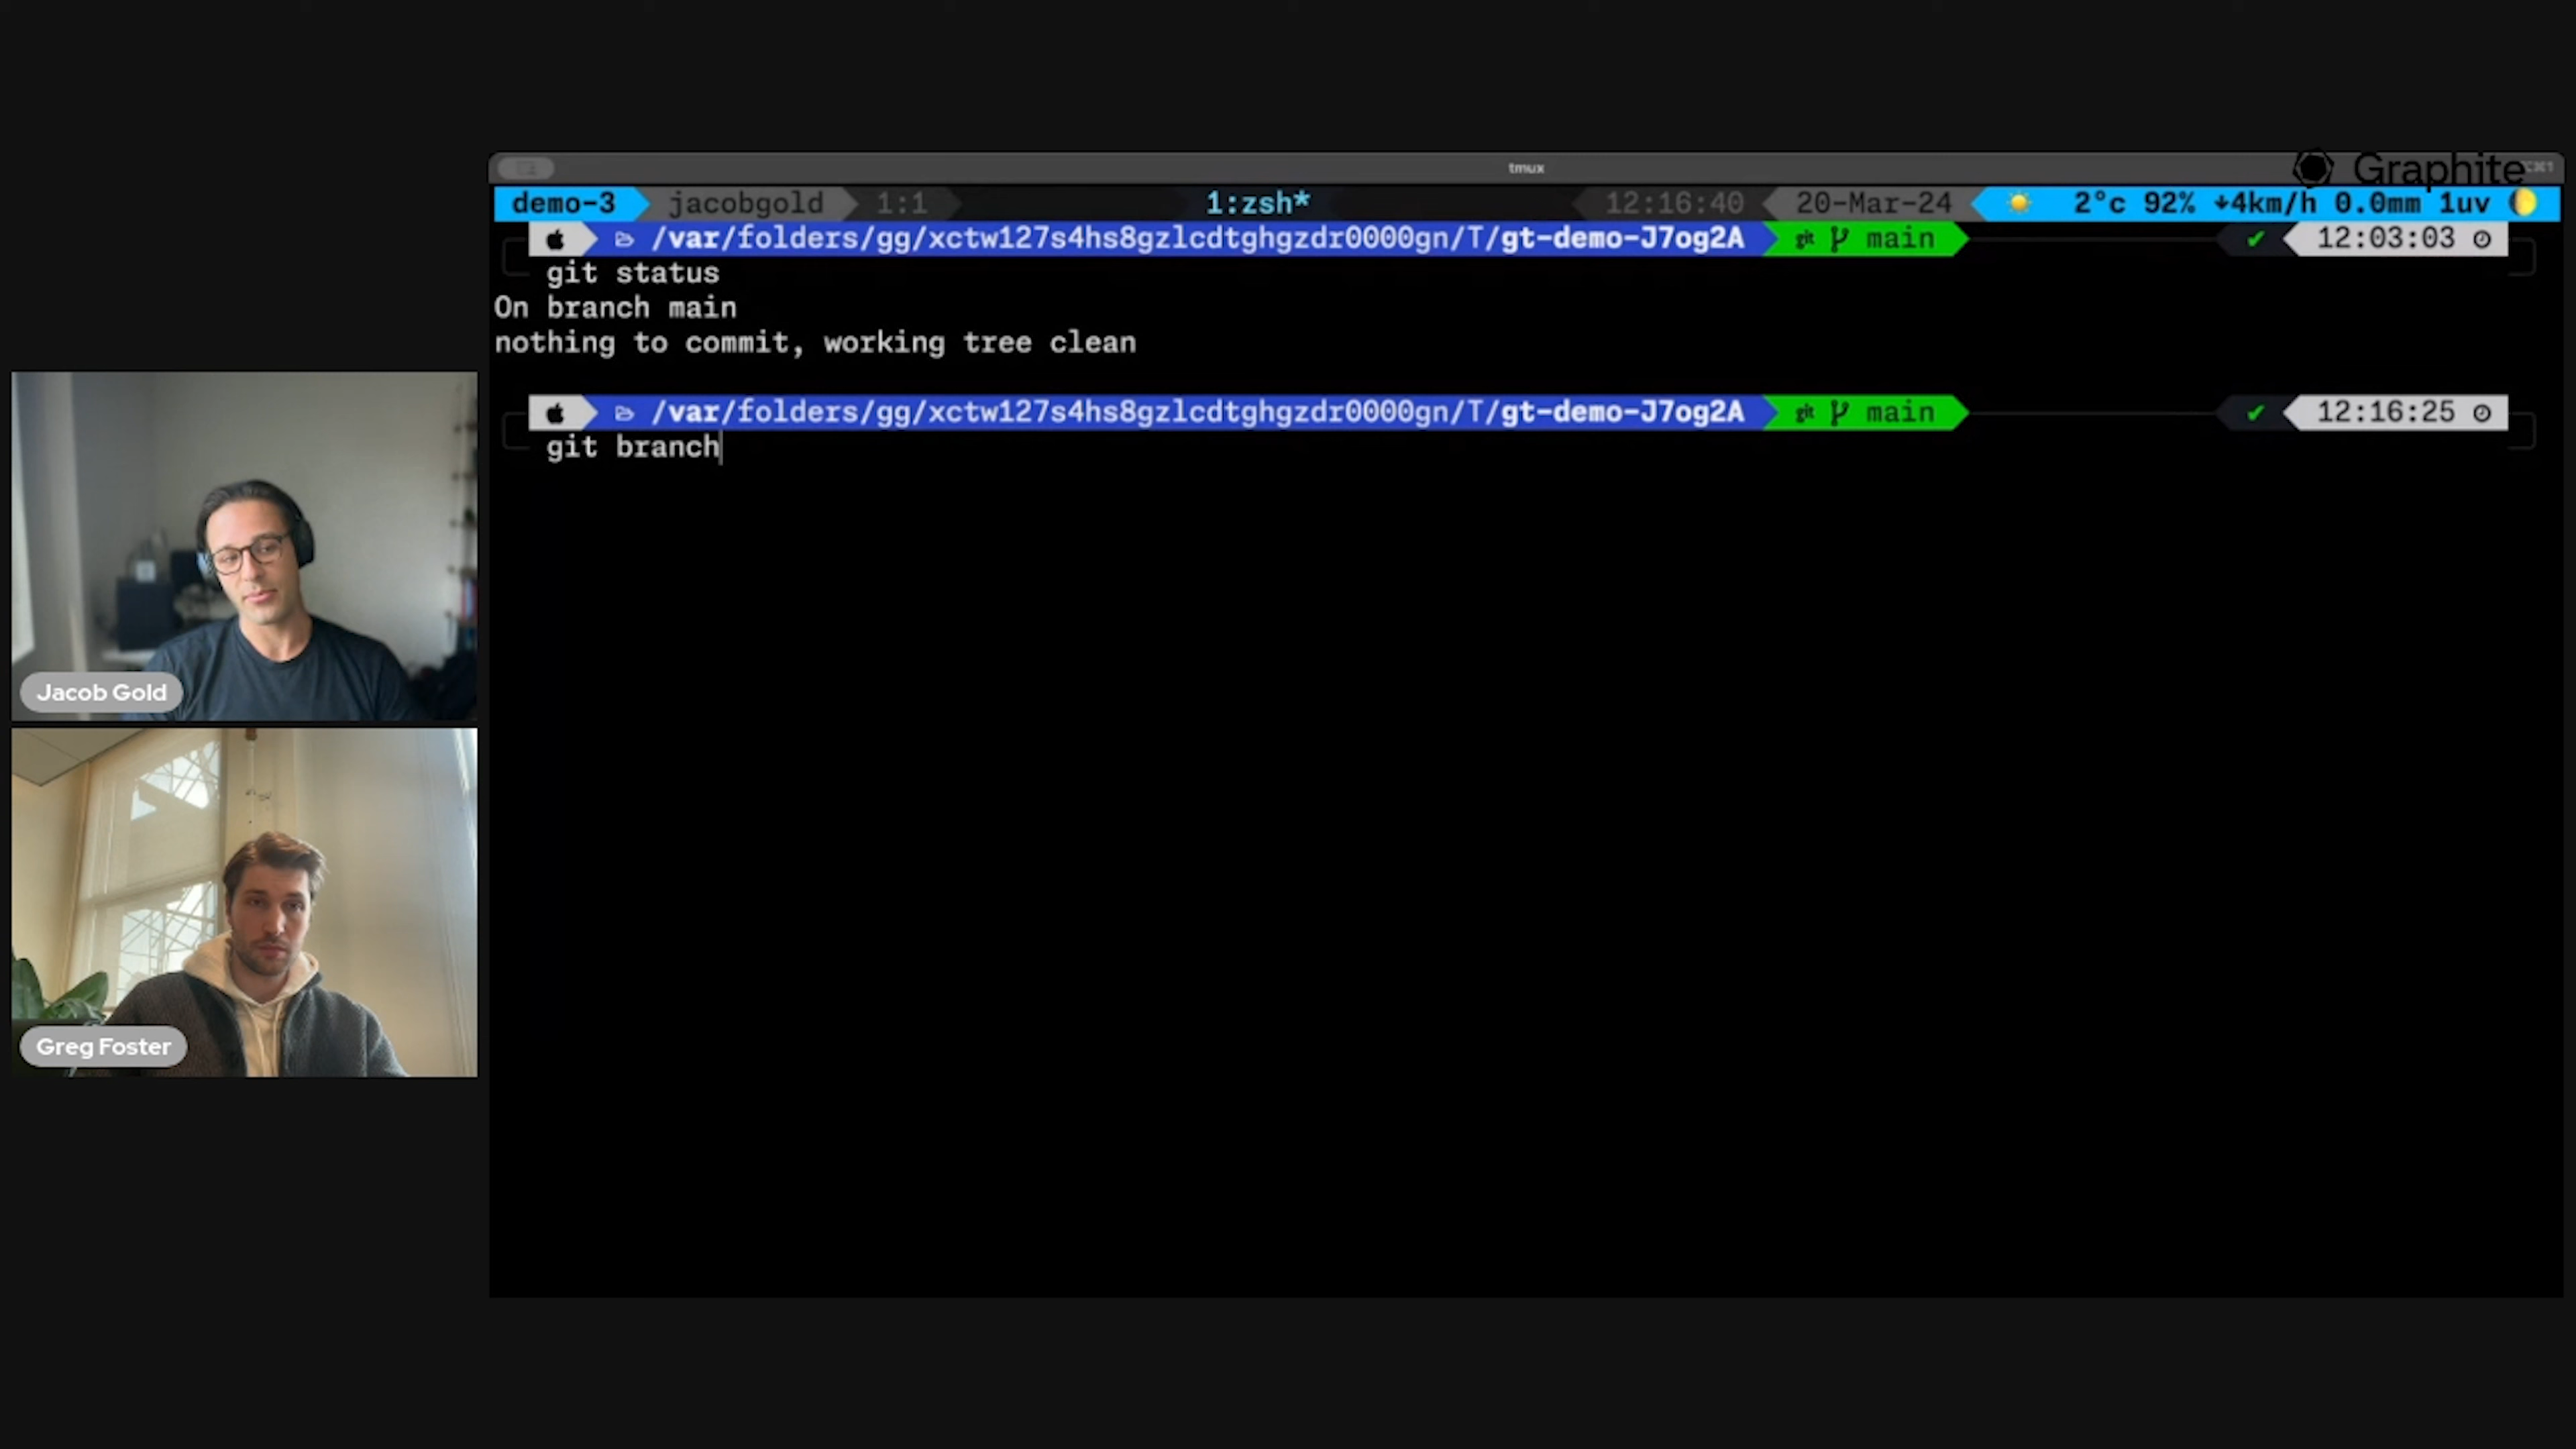 tmux
Graphite
demo-3 jacobgold 1:1 1:zsh* 12:16:40 20-Mar-24 2°c 92% ↓4km/h 0.0mm 1uv
/var/folders/gg/xctw127s4hs8gzlcdtghgzdr0000gn/T/gt-demo-J7og2A git main ✔ 12:03:03
git status
On branch main
nothing to commit, working tree clean
/var/folders/gg/xctw127s4hs8gzlcdtghgzdr0000gn/T/gt-demo-J7og2A git main ✔ 12:16:25
git branch
Jacob Gold
Greg Foster